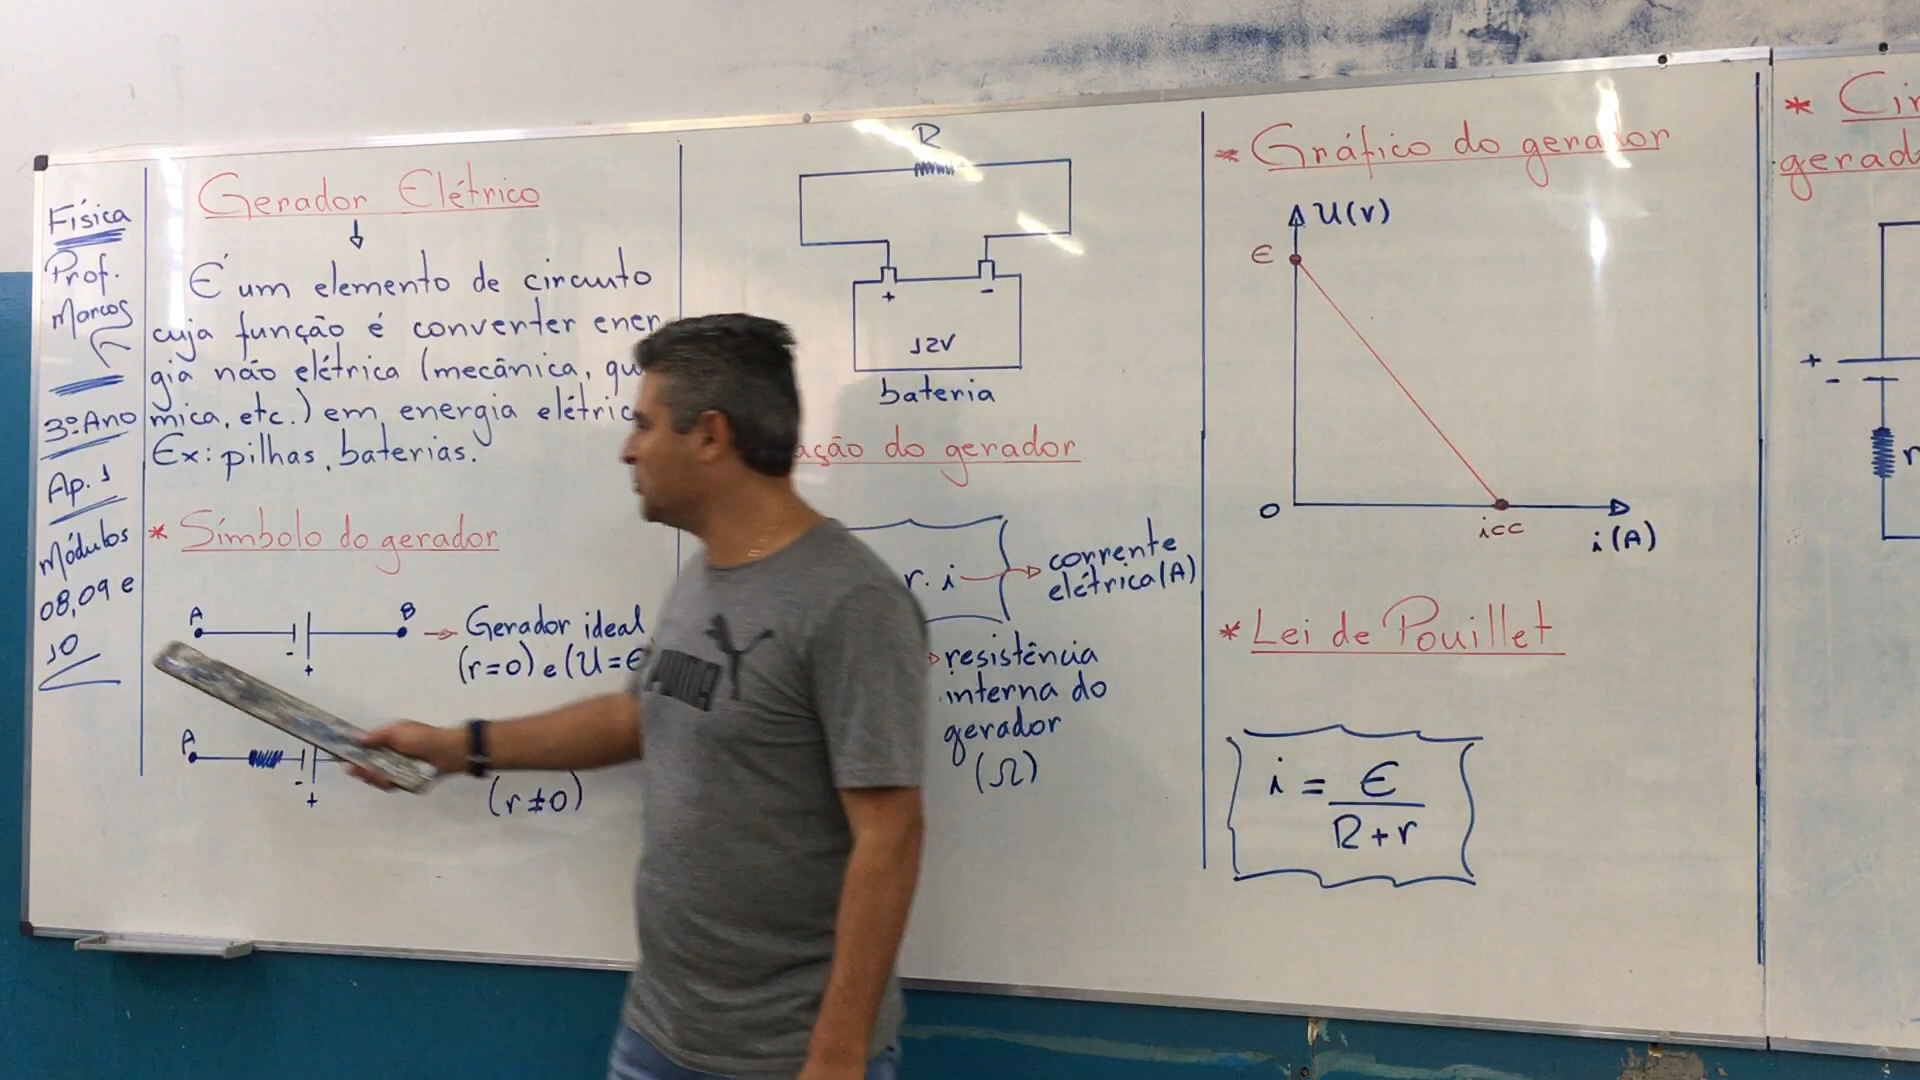 Física
Prof.
Marcos
3º Ano
Ap. 1
Módulos
08,09 e
10
Gerador Elétrico
É um elemento de circuito
cuja função é converter ener
gia não elétrica (mecânica, quí
mica, etc.) em energia elétric
Ex: pilhas, baterias.
* Símbolo do gerador
A
B
- +
Gerador ideal
(r=0) e (U=ϵ
A
- +
(r≠0)
R
+ -
12V
bateria
ação do gerador
r. i
corrente
elétrica (A)
resistência
interna do
gerador
(Ω)
PUMA
* Gráfico do gerador
U(V)
ϵ
0
icc
i(A)
* Lei de Pouillet
i = ϵ
R+r
* Cir
gerad
+
-
r